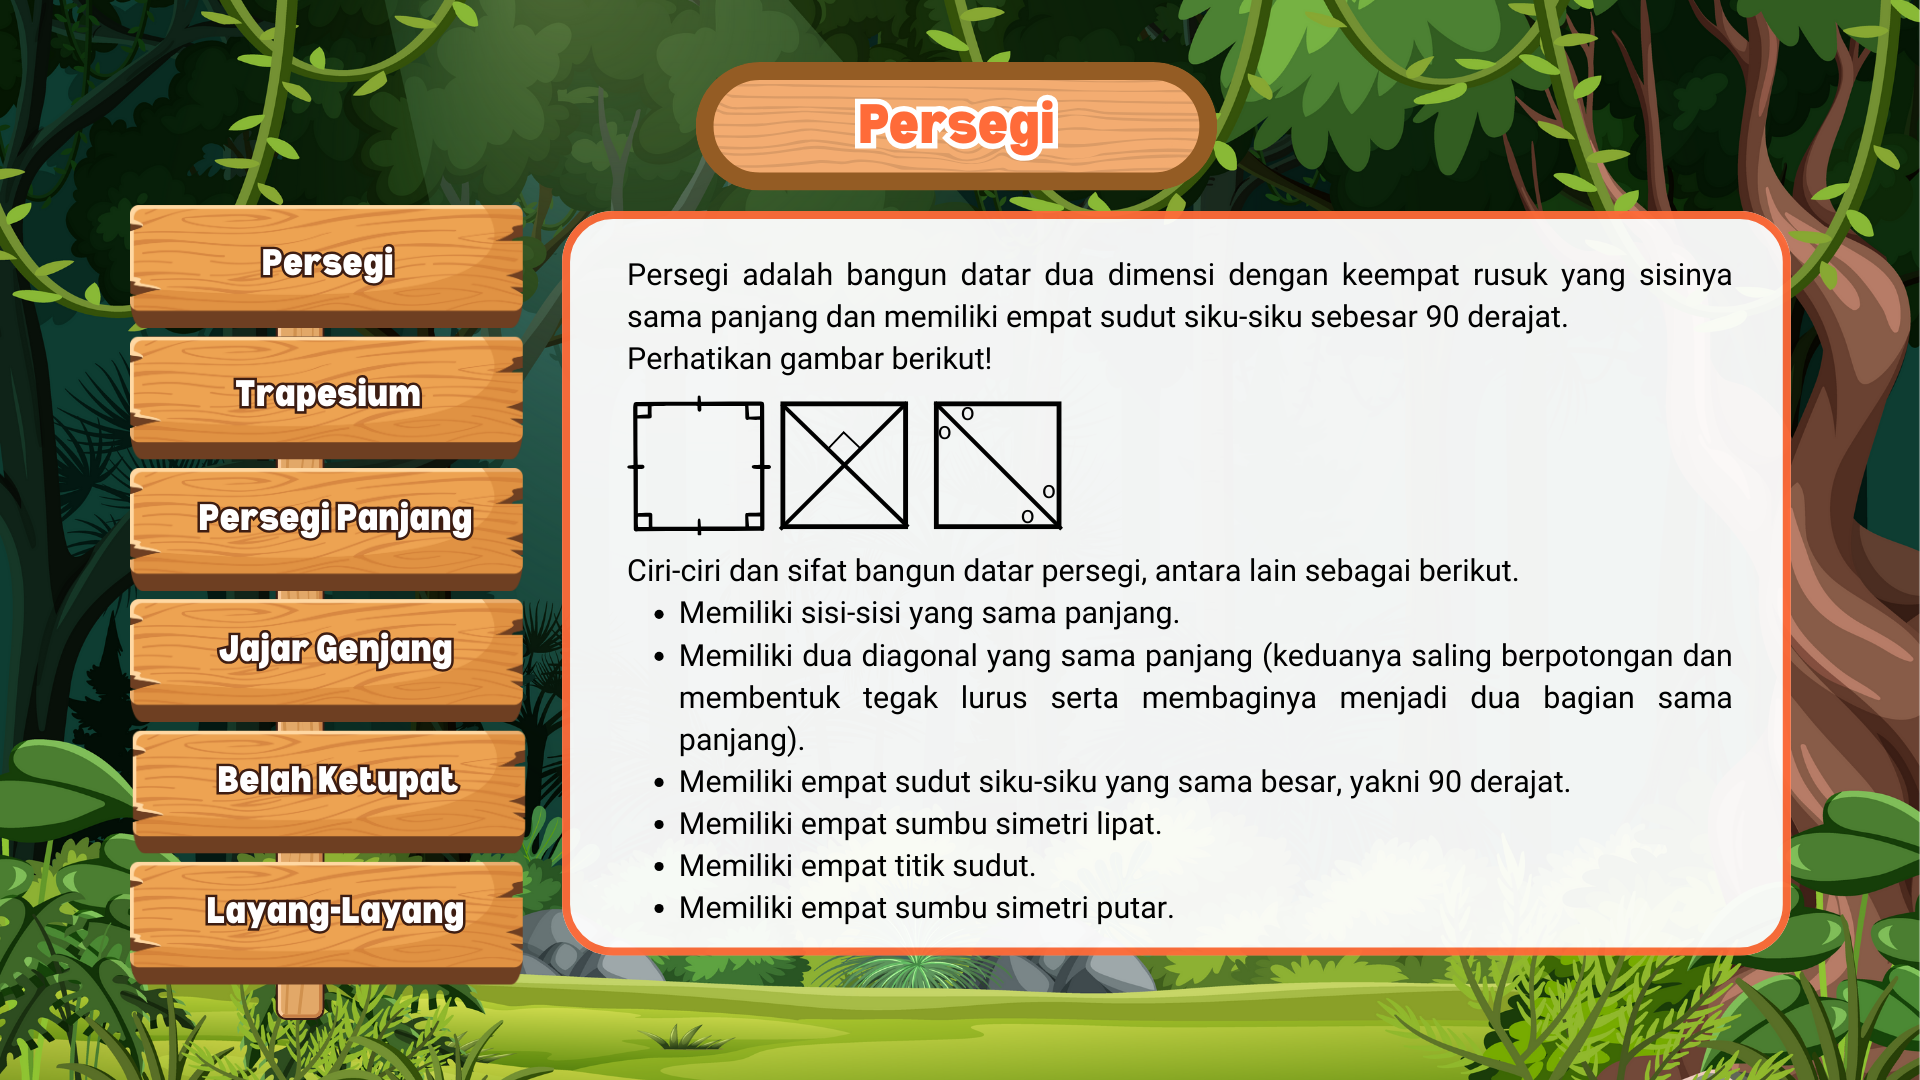 Persegi
Persegi
Trapesium
Persegi Panjang
Jajar Genjang
Belah Ketupat
Layang-Layang
Persegi adalah bangun datar dua dimensi dengan keempat rusuk yang sisinya
sama panjang dan memiliki empat sudut siku-siku sebesar 90 derajat.
Perhatikan gambar berikut!
o
o
o
o
Ciri-ciri dan sifat bangun datar persegi, antara lain sebagai berikut.
• Memiliki sisi-sisi yang sama panjang.
• Memiliki dua diagonal yang sama panjang (keduanya saling berpotongan dan
membentuk tegak lurus serta membaginya menjadi dua bagian sama
panjang).
• Memiliki empat sudut siku-siku yang sama besar, yakni 90 derajat.
• Memiliki empat sumbu simetri lipat.
• Memiliki empat titik sudut.
• Memiliki empat sumbu simetri putar.